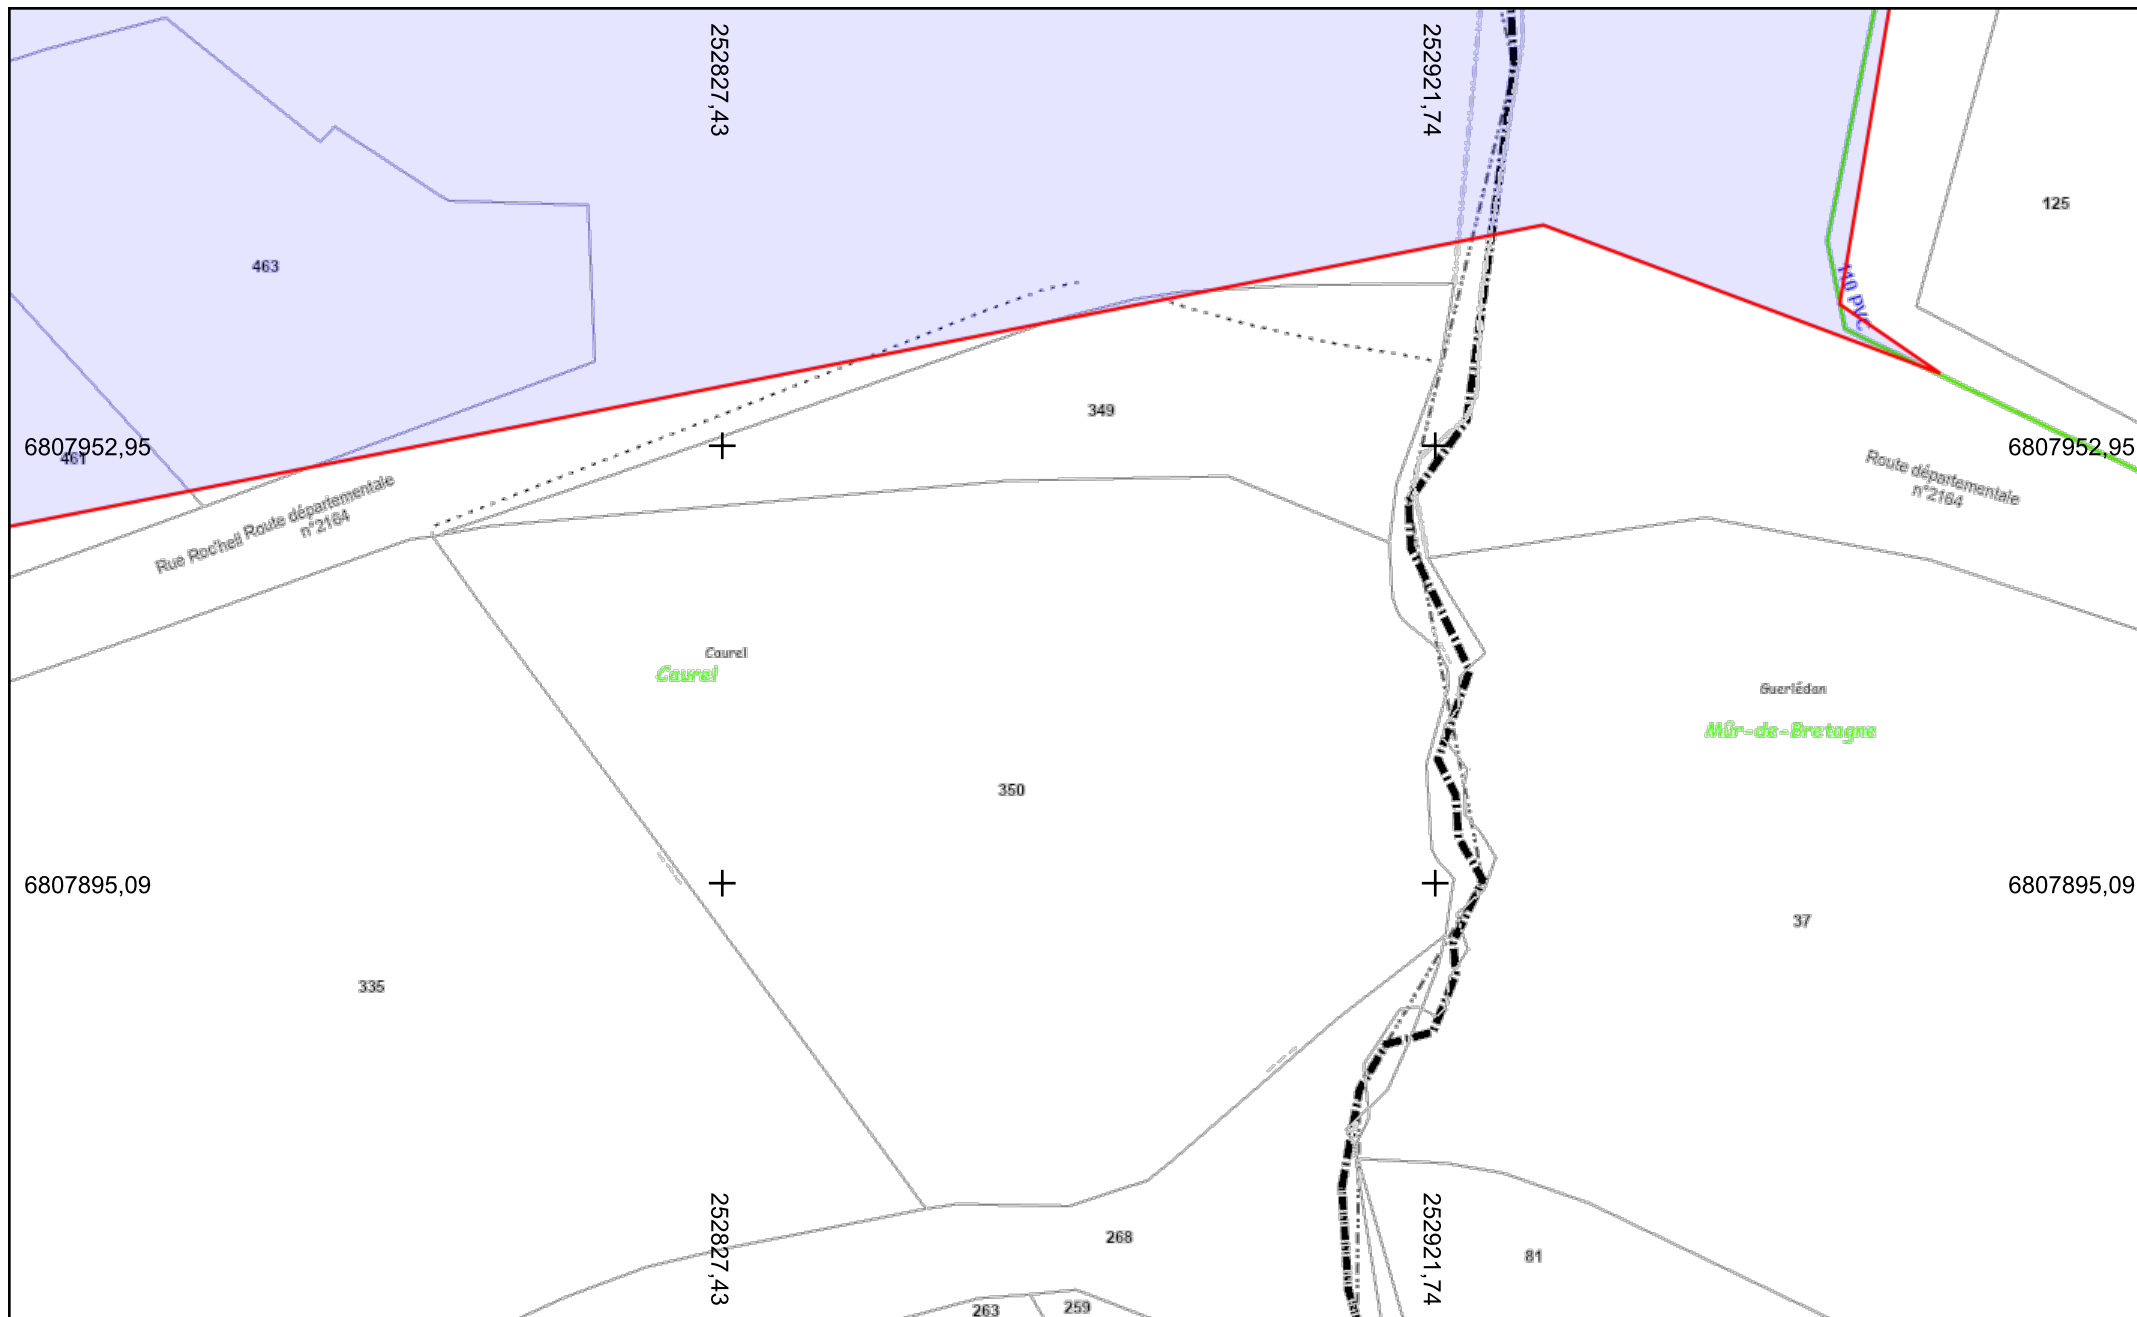 252827,43
252921,74
125
463
110 PVC
349
6807952,95
6807952,95
461
Route départementale
n°2164
Rue Roc'hell Route départementale
n°2164
Caurel
Caurel
Guerlédan
Mûr-de-Bretagne
350
6807895,09
6807895,09
37
335
252827,43
252921,74
268
81
263
259